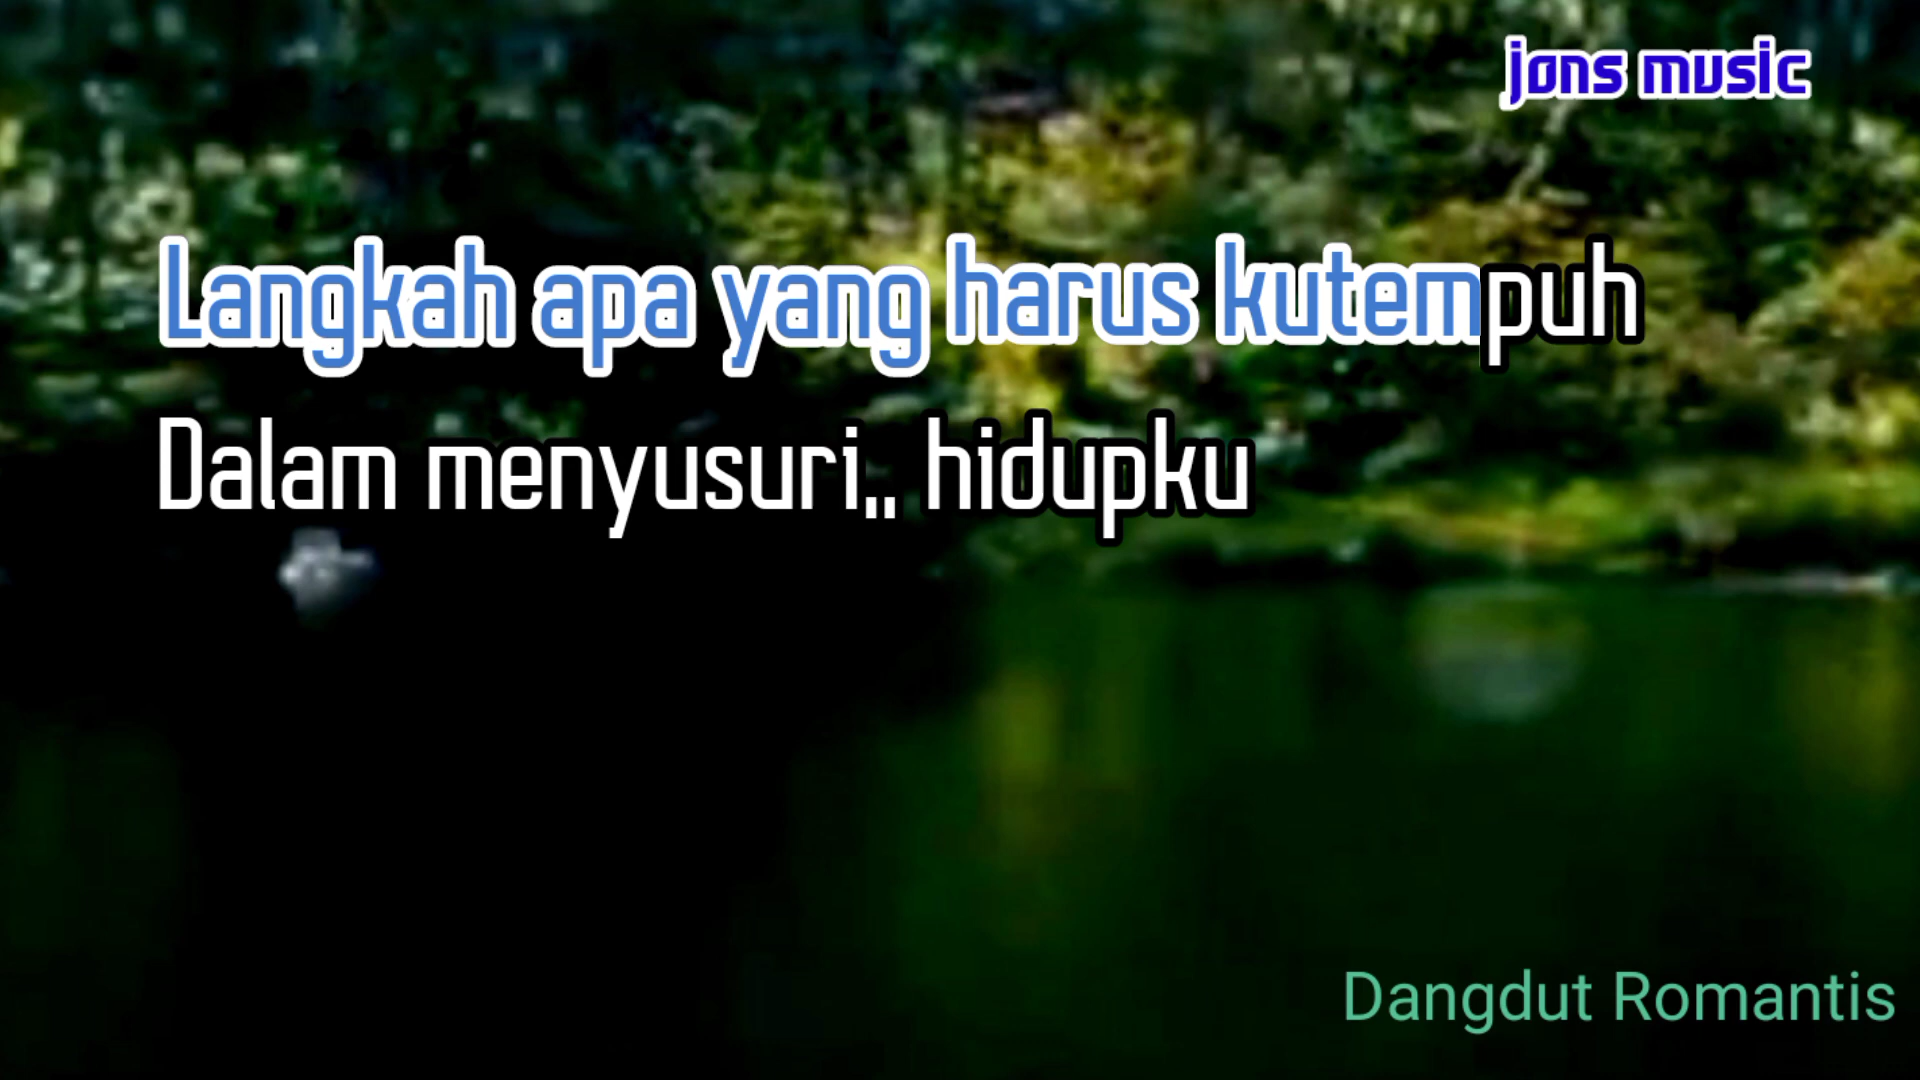 jons music
Langkah apa yang harus kutempuh
Dalam menyusuri,, hidupku
Dangdut Romantis